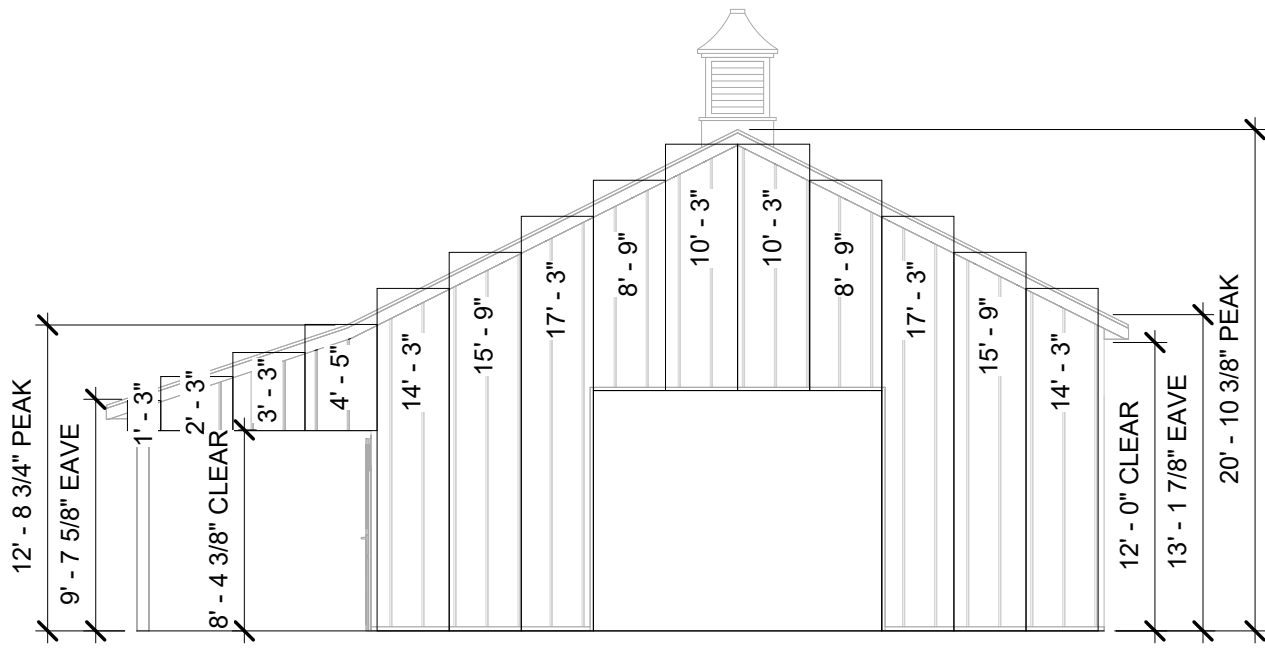 12' - 8 3/4" PEAK
9' - 7 5/8" EAVE
1' - 3"
2' - 3"
8' - 4 3/8" CLEAR
3' - 3"
4' - 5"
14' - 3"
15' - 9"
17' - 3"
8' - 9"
10' - 3"
10' - 3"
8' - 9"
17' - 3"
15' - 9"
14' - 3"
12' - 0" CLEAR
13' - 1 7/8" EAVE
20' - 10 3/8" PEAK